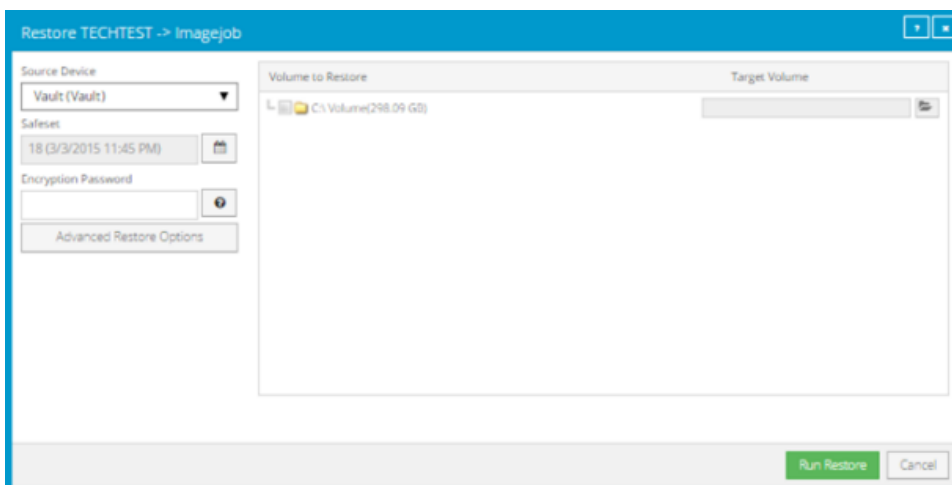 Restore TECHTEST -> Imagejob
Source Device
Vault (Vault)
Safeset
18 (3/3/2015 11:45 PM)
Encryption Password
Advanced Restore Options
Volume to Restore
Target Volume
C:\ Volume(298.09 GB)
Run Restore
Cancel